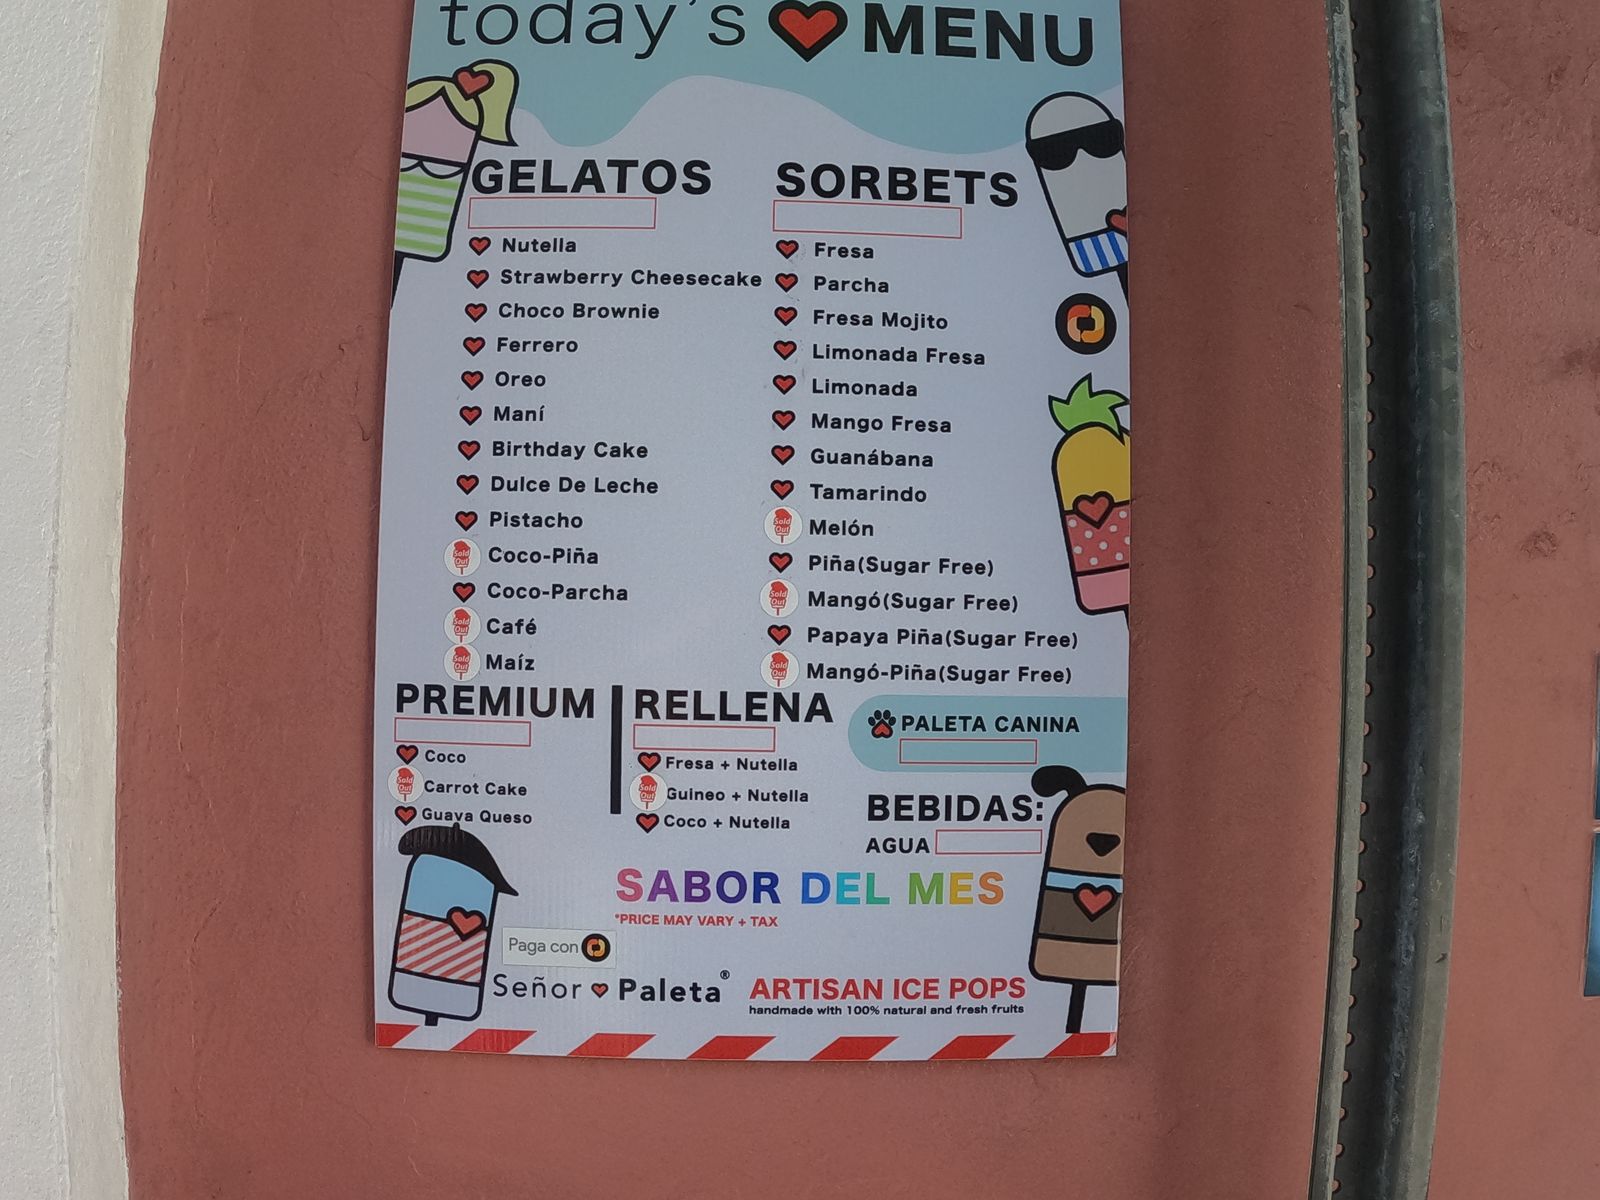 today's MENU
GELATOS
Nutella
Strawberry Cheesecake
Choco Brownie
Ferrero
Oreo
Maní
Birthday Cake
Dulce De Leche
Pistacho
Sold Out Coco-Piña
Coco-Parcha
Sold Out Café
Sold Out Maíz
SORBETS
Fresa
Parcha
Fresa Mojito
Limonada Fresa
Limonada
Mango Fresa
Guanábana
Tamarindo
Sold Out Melón
Piña(Sugar Free)
Sold Out Mangó(Sugar Free)
Papaya Piña(Sugar Free)
Sold Out Mangó-Piña(Sugar Free)
PREMIUM
Coco
Sold Out Carrot Cake
Guava Queso
RELLENA
Fresa + Nutella
Sold Out Guineo + Nutella
Coco + Nutella
PALETA CANINA
BEBIDAS:
AGUA
SABOR DEL MES
*PRICE MAY VARY + TAX
Paga con
Señor Paleta®
ARTISAN ICE POPS
handmade with 100% natural and fresh fruits